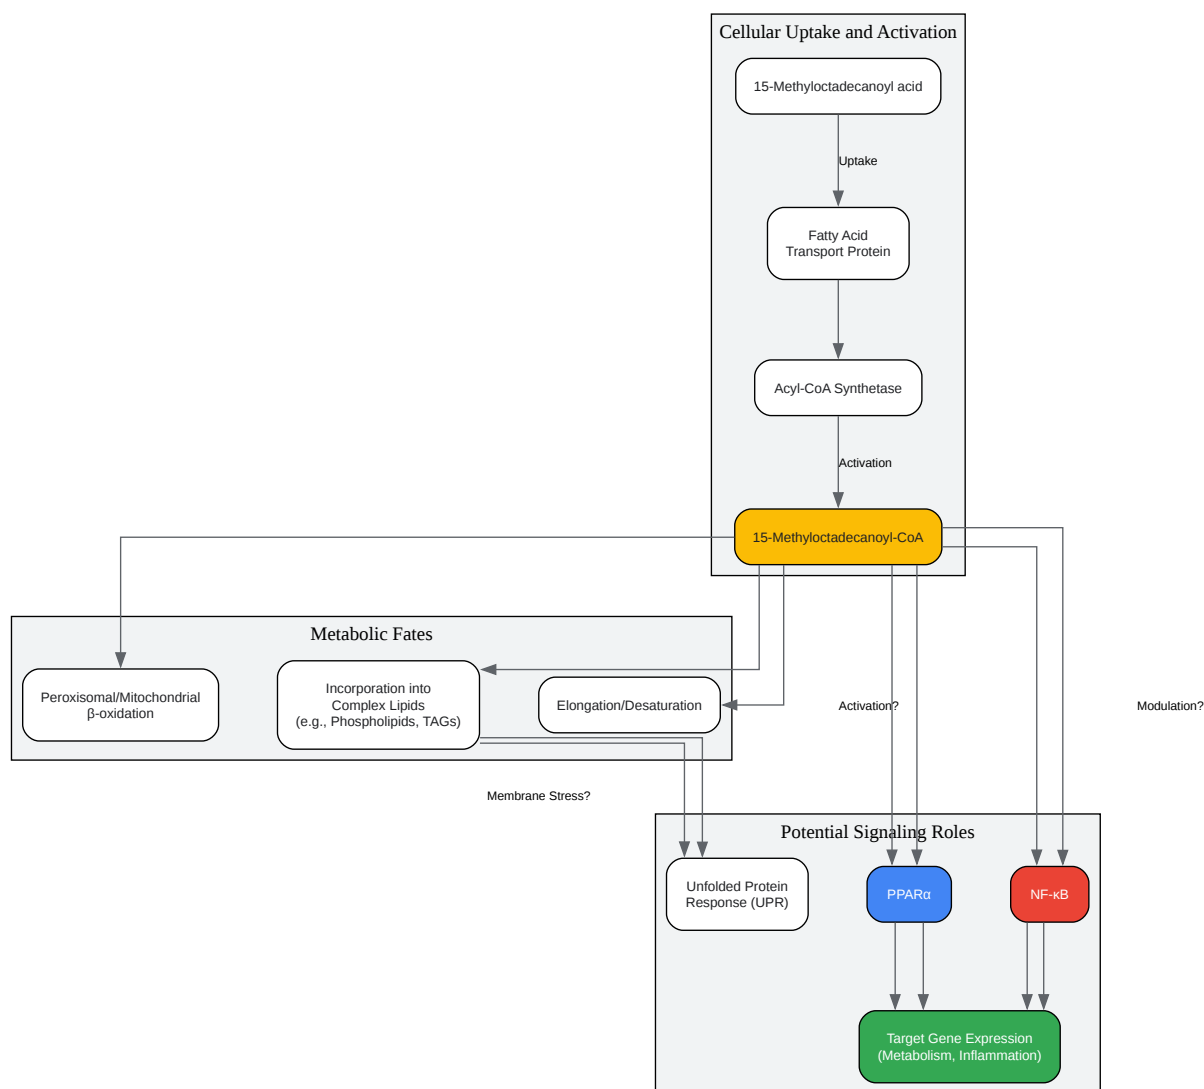 Cellular Uptake and Activation
15-Methyloctadecanoyl acid
Uptake
Fatty Acid
Transport Protein
Acyl-CoA Synthetase
Activation
15-Methyloctadecanoyl-CoA
Metabolic Fates
Peroxisomal/Mitochondrial
β-oxidation
Incorporation into
Complex Lipids
(e.g., Phospholipids, TAGs)
Elongation/Desaturation
Activation?
Modulation?
Membrane Stress?
Potential Signaling Roles
Unfolded Protein
Response (UPR)
PPARα
NF-κB
Target Gene Expression
(Metabolism, Inflammation)